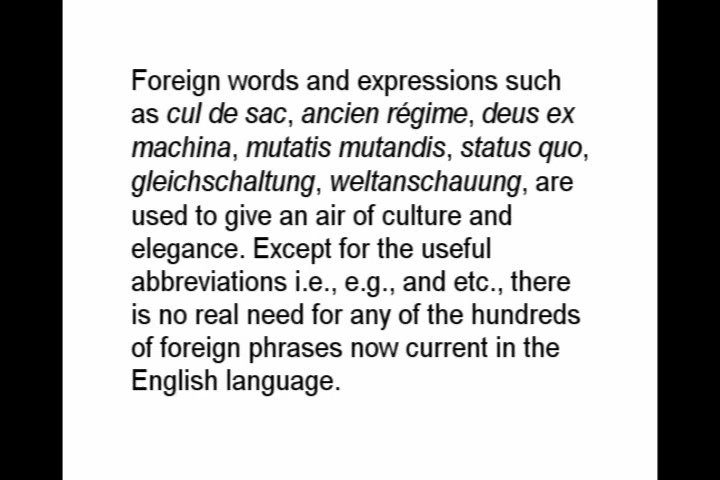 Foreign words and expressions such
as cul de sac, ancien régime, deus ex
machina, mutatis mutandis, status quo,
gleichschaltung, weltanschauung, are
used to give an air of culture and
elegance. Except for the useful
abbreviations i.e., e.g., and etc., there
is no real need for any of the hundreds
of foreign phrases now current in the
English language.